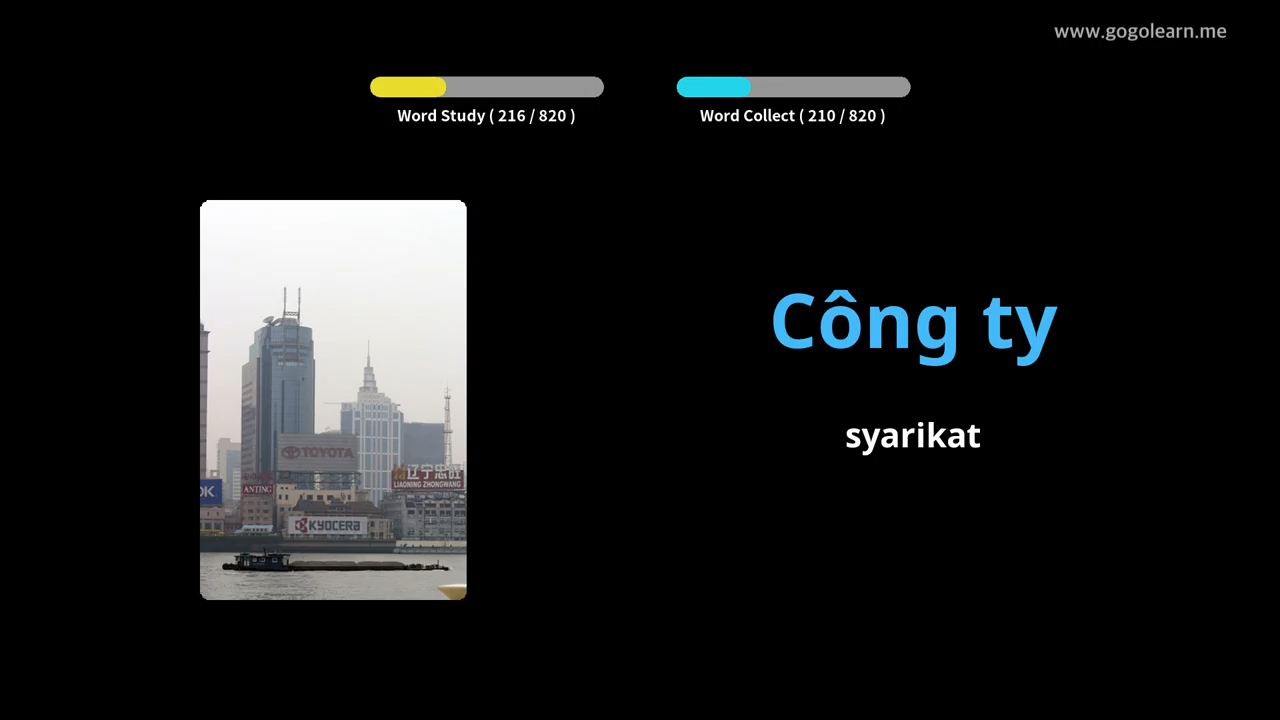 www.gogolearn.me
Word Study ( 216 / 820 )
Word Collect ( 210 / 820 )
Công ty
syarikat
TOYOTA
辽宁忠旺
LIAONING ZHONGWANG
OK
ANTING
KYOCERA